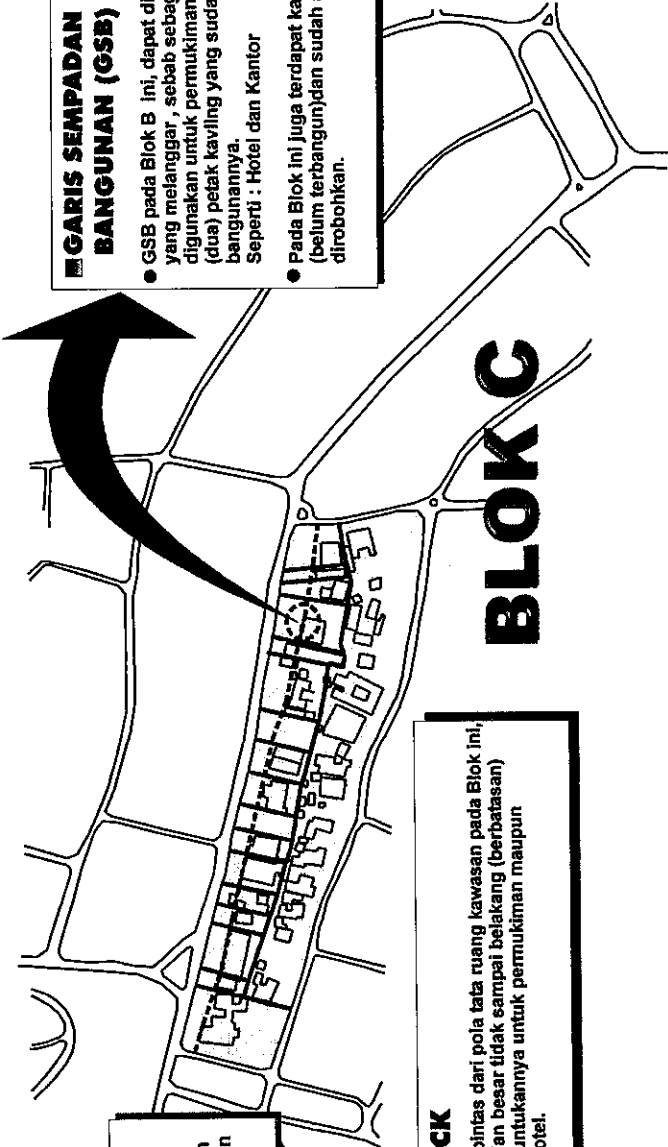 ■GARIS SEMPADAN
BANGUNAN (GSB)
● GSB pada Blok B ini, dapat di
yang melanggar , sebab sebag
digunakan untuk permukiman
(dua) petak kavling yang suda
bangunannya.
Seperti : Hotel dan Kantor
● Pada Blok ini juga terdapat ka
(belum terbangun)dan sudah a
dirobohkan.
BLOK C
CK
pintas dari pola tata ruang kawasan pada Blok ini,
an besar tidak sampai belakang (berbatasan)
untukannya untuk permukiman maupun
otel.
n